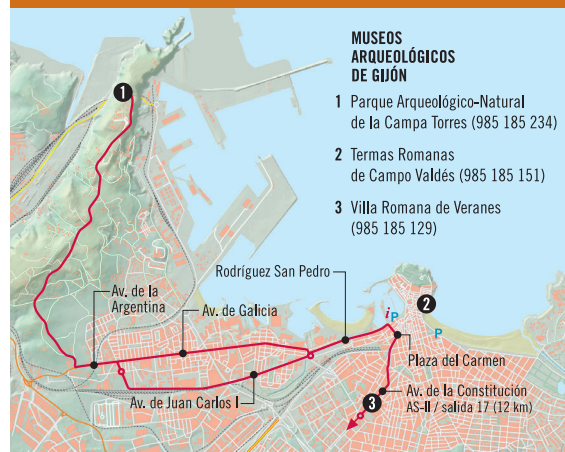 MUSEOS
ARQUEOLÓGICOS
DE GIJÓN
1 Parque Arqueológico-Natural
de la Campa Torres (985 185 234)
2 Termas Romanas
de Campo Valdés (985 185 151)
3 Villa Romana de Veranes
(985 185 129)
1
Rodríguez San Pedro
Av. de la
Argentina
Av. de Galicia
i
P
2
P
Plaza del Carmen
Av. de Juan Carlos I
Av. de la Constitución
AS-II / salida 17 (12 km)
3